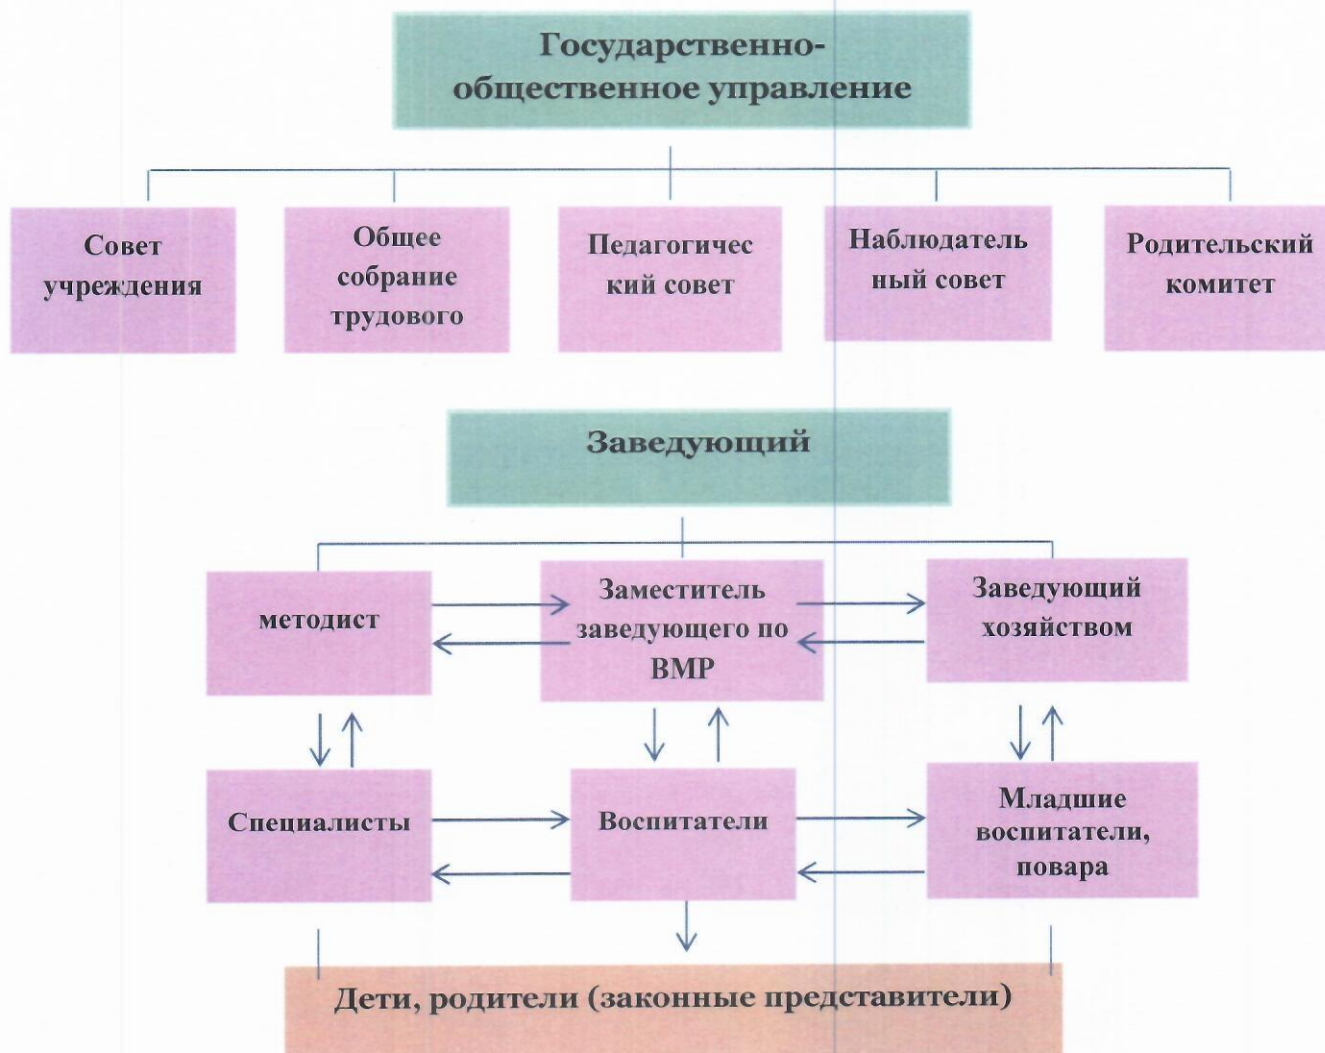 Государственно-
общественное управление
Совет
учреждения
Общее
собрание
трудового
Педагогичес
кий совет
Наблюдатель
ный совет
Родительский
комитет
Заведующий
методист
Заместитель
заведующего по
ВМР
Заведующий
хозяйством
Специалисты
Воспитатели
Младшие
воспитатели,
повара
Дети, родители (законные представители)